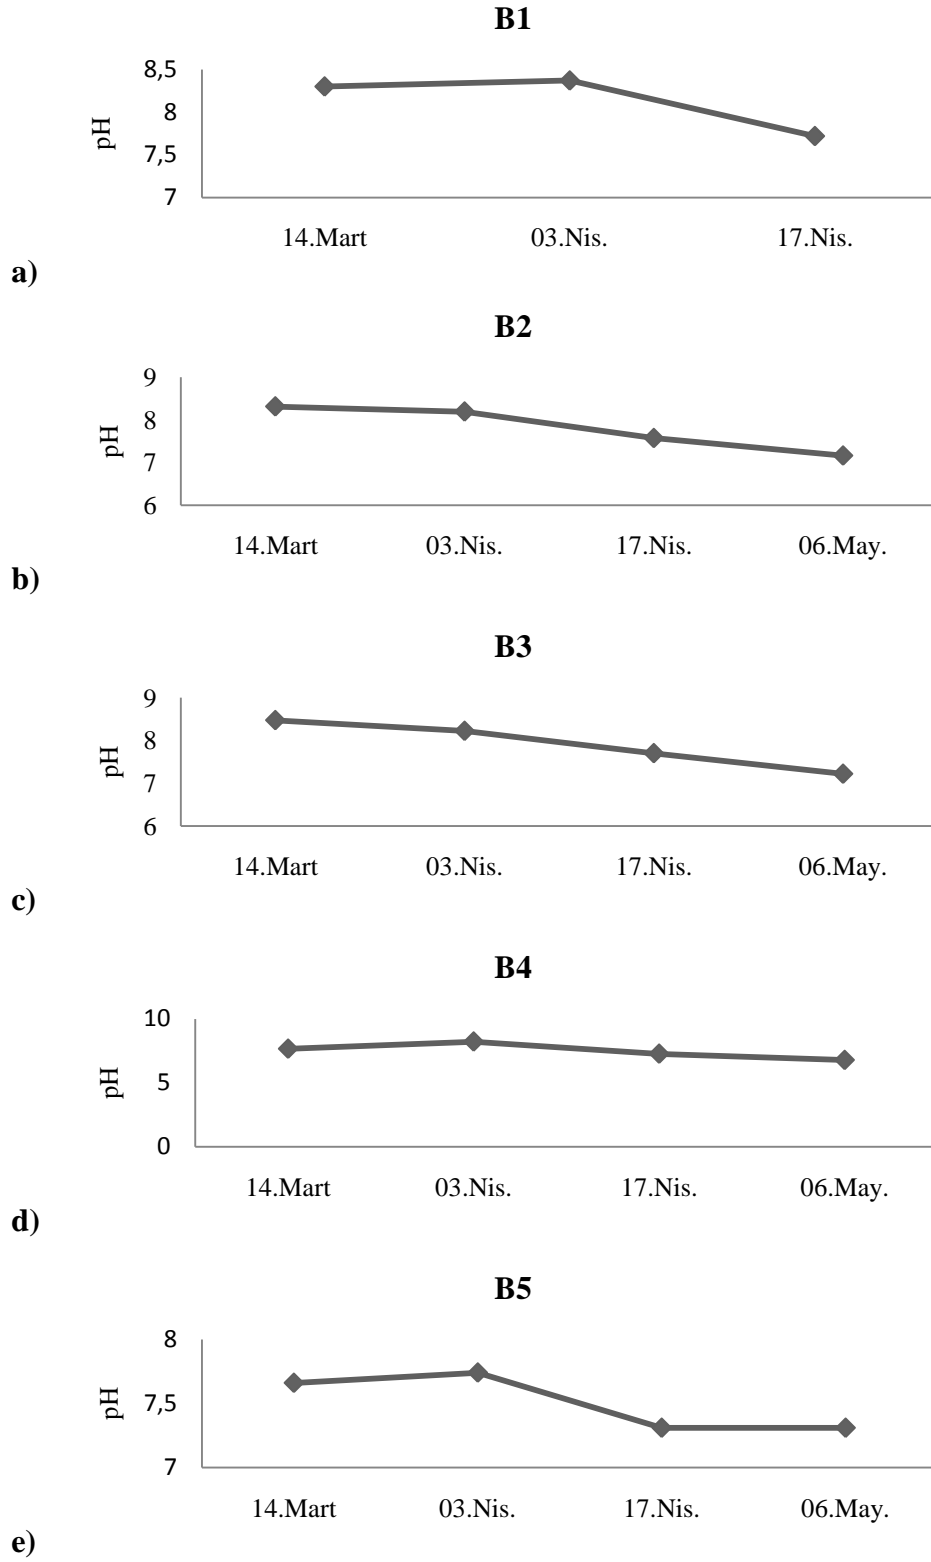 B1
8,5
8
7,5
7
pH
14.Mart 03.Nis. 17.Nis.
a)
B2
9
8
7
6
pH
14.Mart 03.Nis. 17.Nis. 06.May.
b)
B3
9
8
7
6
pH
14.Mart 03.Nis. 17.Nis. 06.May.
c)
B4
10
5
0
pH
14.Mart 03.Nis. 17.Nis. 06.May.
d)
B5
8
7,5
7
pH
14.Mart 03.Nis. 17.Nis. 06.May.
e)